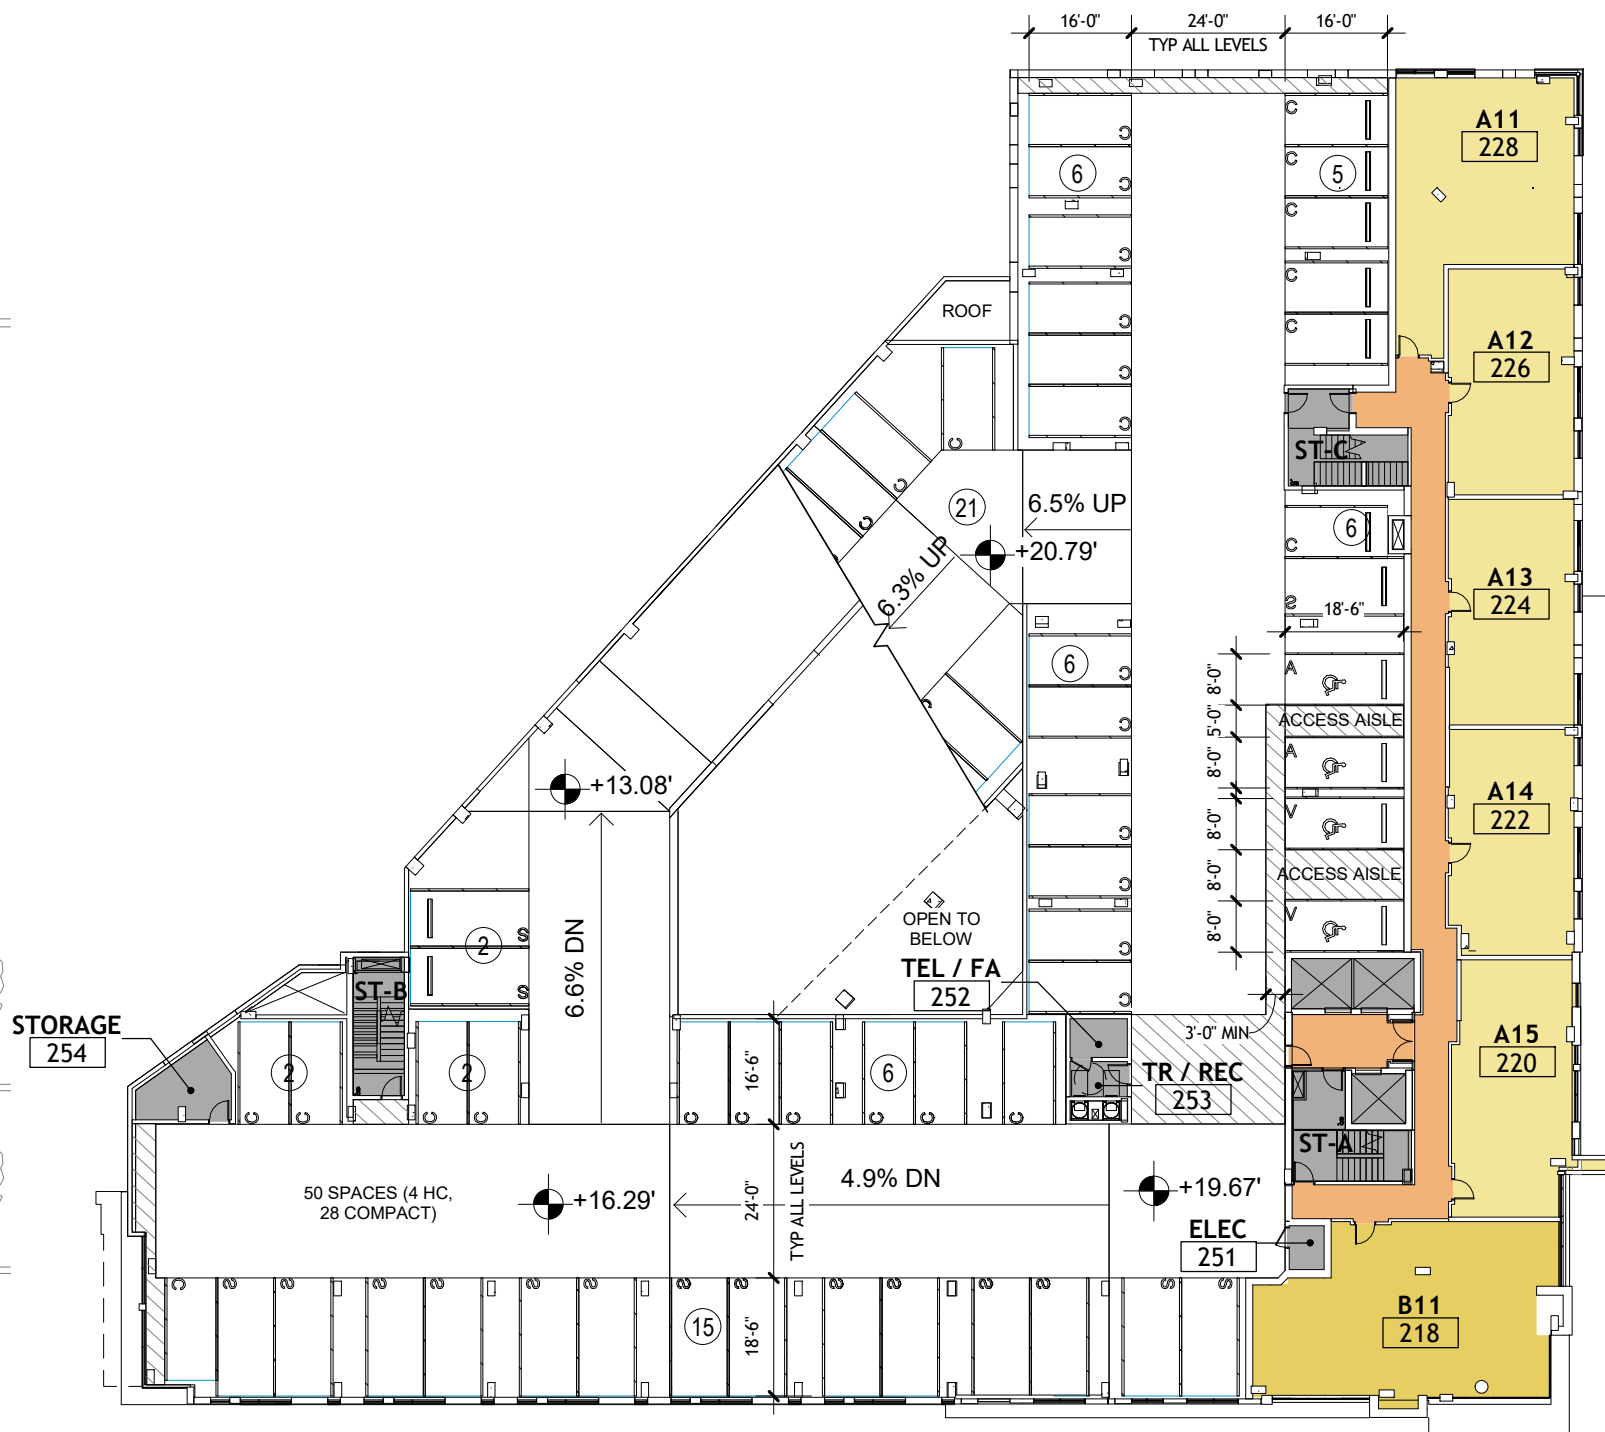 16'-0"
24'-0"
16'-0"
TYP ALL LEVELS
A11
228
C
C
6
C
C
5
C
C
C
ROOF
C
C
C
C
C
A12
226
C
C
C
C
ST-C
21
6.5% UP
+20.79'
6.3% UP
6
C
S
18'-6"
A13
224
6
C
C
A
8'-0"
ACCESS AISLE
5'-0"
A
8'-0"
+13.08'
A14
222
C
V
8'-0"
C
ACCESS AISLE
8'-0"
OPEN TO
BELOW
V
8'-0"
C
2
S
S
6.6% DN
TEL / FA
252
C
ST-B
STORAGE
254
3'-0" MIN
A15
220
2
2
16'-6"
6
TR / REC
253
C
C
C
C
C
C
C
C
C
ST-A
4.9% DN
50 SPACES (4 HC,
28 COMPACT)
+16.29'
24'-0"
TYP ALL LEVELS
+19.67'
ELEC
251
C
S
S
S
S
S
S
S
S
S
S
S
S
S
S
15
18'-6"
B11
218